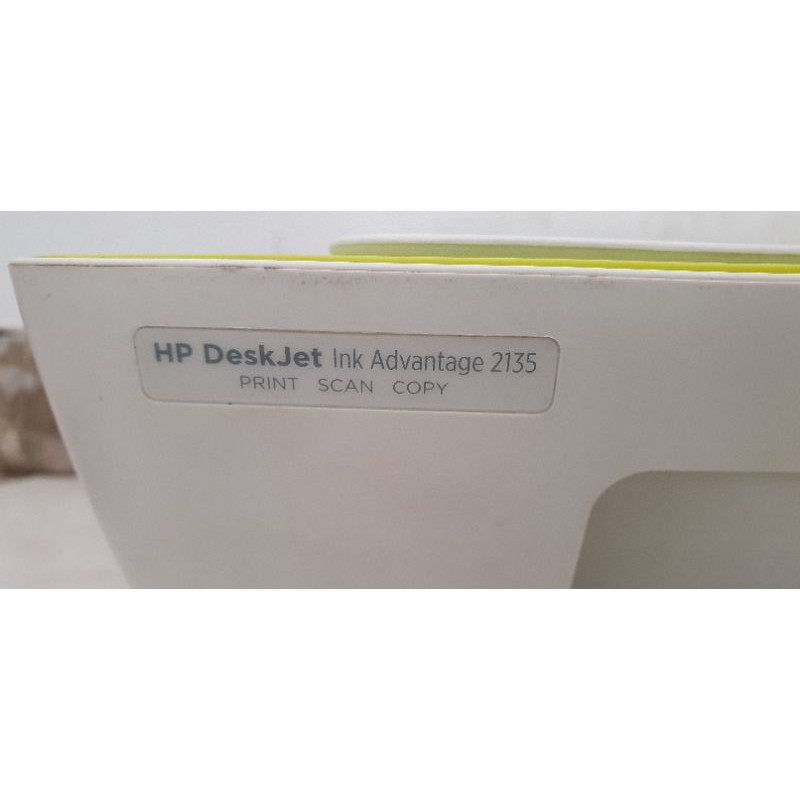 HP DeskJet Ink Advantage 2135
PRINT SCAN COPY